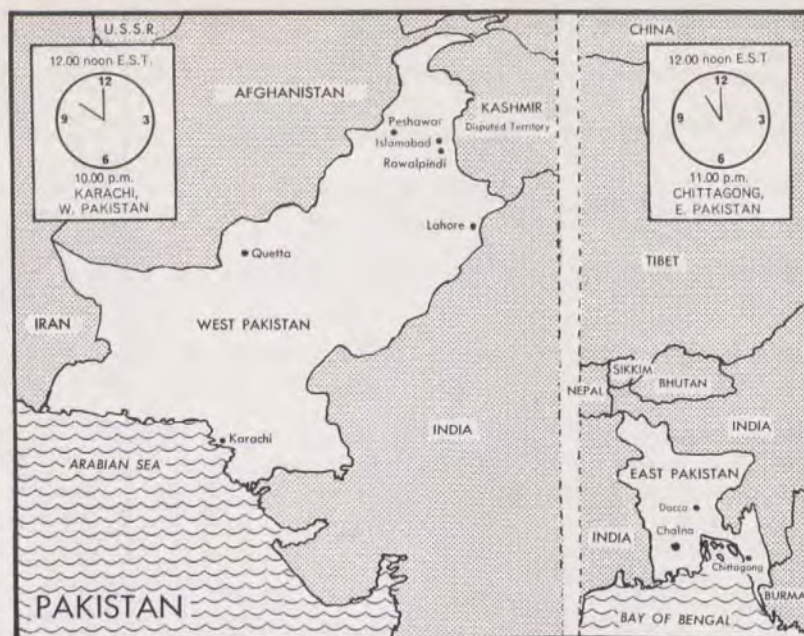 U.S.S.R.
CHINA
12.00 noon E.S.T.
12
9
3
6
10.00 p.m.
KARACHI,
W. PAKISTAN
AFGHANISTAN
KASHMIR
Disputed Territory
Peshawar
Islamabad
Rawalpindi
12.00 noon E.S.T
12
9
3
6
11.00 p.m.
CHITTAGONG,
E. PAKISTAN
Lahore
Quetta
TIBET
IRAN
WEST PAKISTAN
SIKKIM
NEPAL
BHUTAN
INDIA
INDIA
Karachi
ARABIAN SEA
EAST PAKISTAN
Dacca
Chalna
INDIA
Chittagong
BURMA
PAKISTAN
BAY OF BENGAL